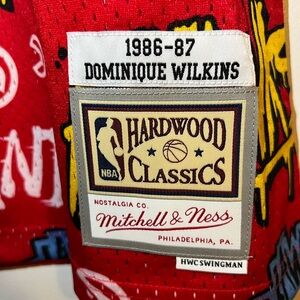 1986-87
DOMINIQUE WILKINS
NBA
HARDWOOD
CLASSICS
NOSTALGIA CO.
Mitchell & Ness
PHILADELPHIA, PA.
HWC SWINGMAN